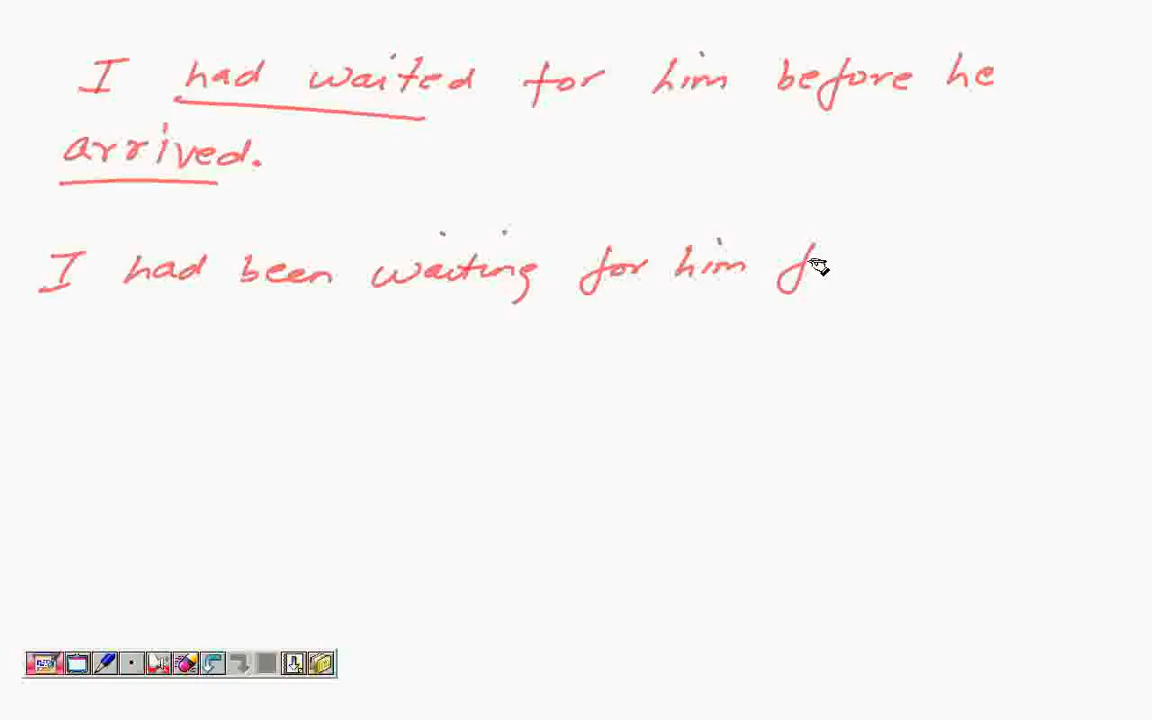 I had waited for him before he
arrived.
I had been waiting for him f